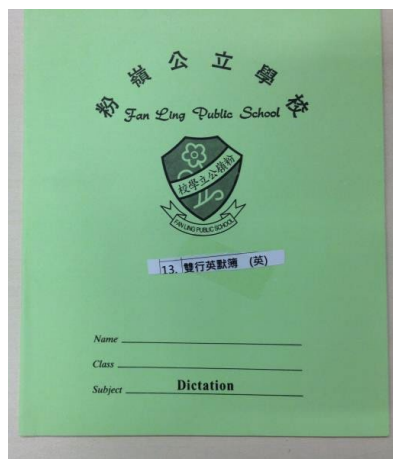 粉嶺公立學校
Fan Ling Public School
粉嶺公立學校
FAN LING PUBLIC SCHOOL
13. 雙行英默簿 (英)
Name
Class
Subject Dictation